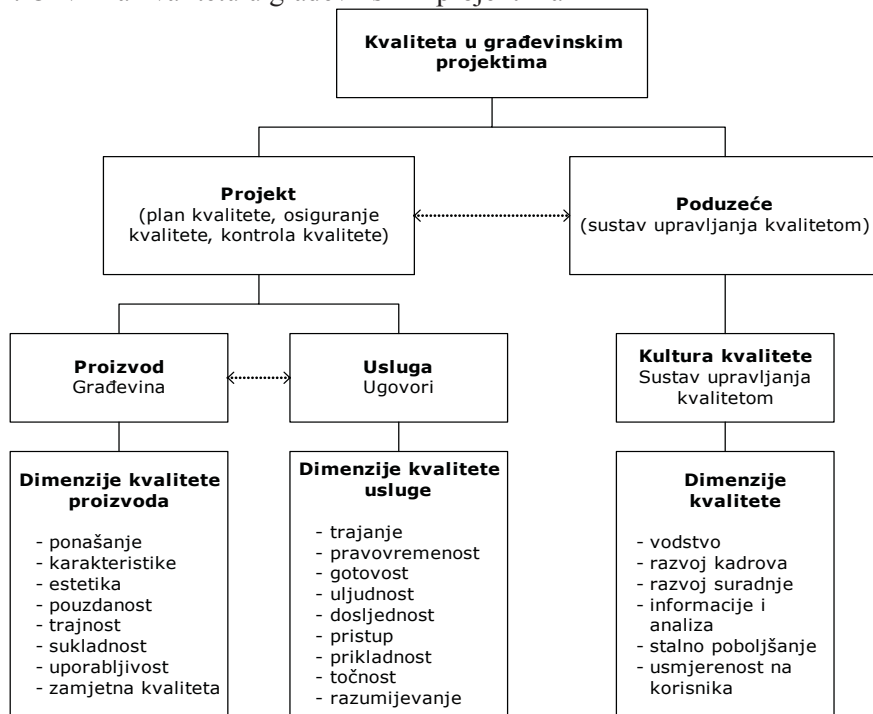 Kvaliteta u građevinskim
projektima
Projekt
(plan kvalitete, osiguranje
kvalitete, kontrola kvalitete)
Poduzeće
(sustav upravljanja kvalitetom)
Proizvod
Građevina
Usluga
Ugovori
Kultura kvalitete
Sustav upravljanja
kvalitetom
Dimenzije kvalitete
proizvoda
- ponašanje
- karakteristike
- estetika
- pouzdanost
- trajnost
- sukladnost
- uporabljivost
- zamjetna kvaliteta
Dimenzije kvalitete
usluge
- trajanje
- pravovremenost
- gotovost
- uljudnost
- dosljednost
- pristup
- prikladnost
- točnost
- razumijevanje
Dimenzije
kvalitete
- vodstvo
- razvoj kadrova
- razvoj suradnje
- informacije i
analiza
- stalno poboljšanje
- usmjerenost na
korisnika